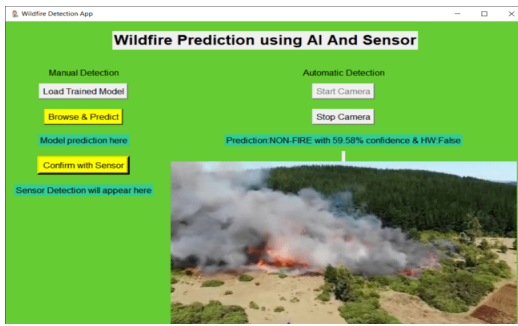 Wildfire Detection App
Wildfire Prediction using AI And Sensor
Manual Detection
Load Trained Model
Browse & Predict
Model prediction here
Confirm with Sensor
Sensor Detection will appear here
Automatic Detection
Start Camera
Stop Camera
Prediction:NON-FIRE with 59.58% confidence & HW:False